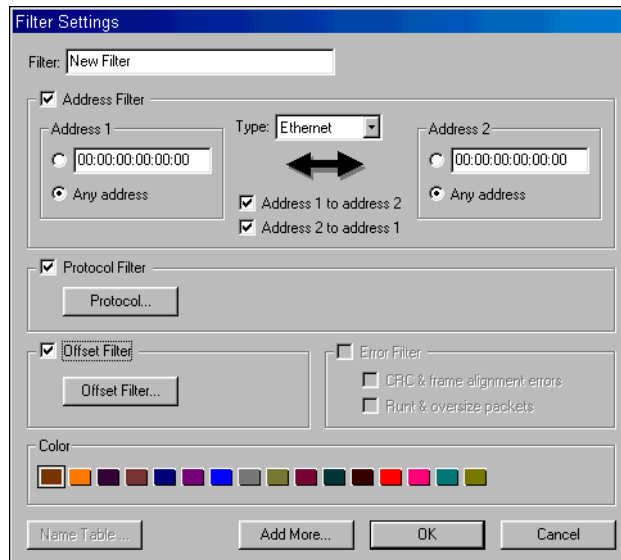 Filter Settings
Filter: New Filter
Address Filter
Address 1
00:00:00:00:00:00
Any address
Type: Ethernet
Address 1 to address 2
Address 2 to address 1
Address 2
00:00:00:00:00:00
Any address
Protocol Filter
Protocol...
Offset Filter
Offset Filter...
Error Filter
CRC & frame alignment errors
Runt & oversize packets
Color
Name Table ...
Add More...
OK
Cancel